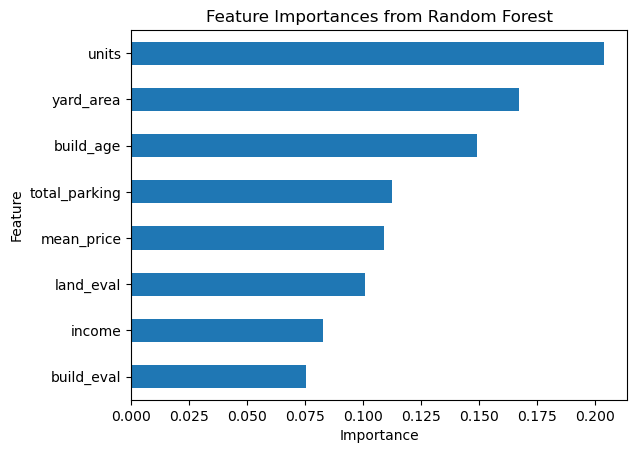 Feature Importances from Random Forest
Feature
units
yard_area
build_age
total_parking
mean_price
land_eval
income
build_eval
0.000 0.025 0.050 0.075 0.100 0.125 0.150 0.175 0.200
Importance